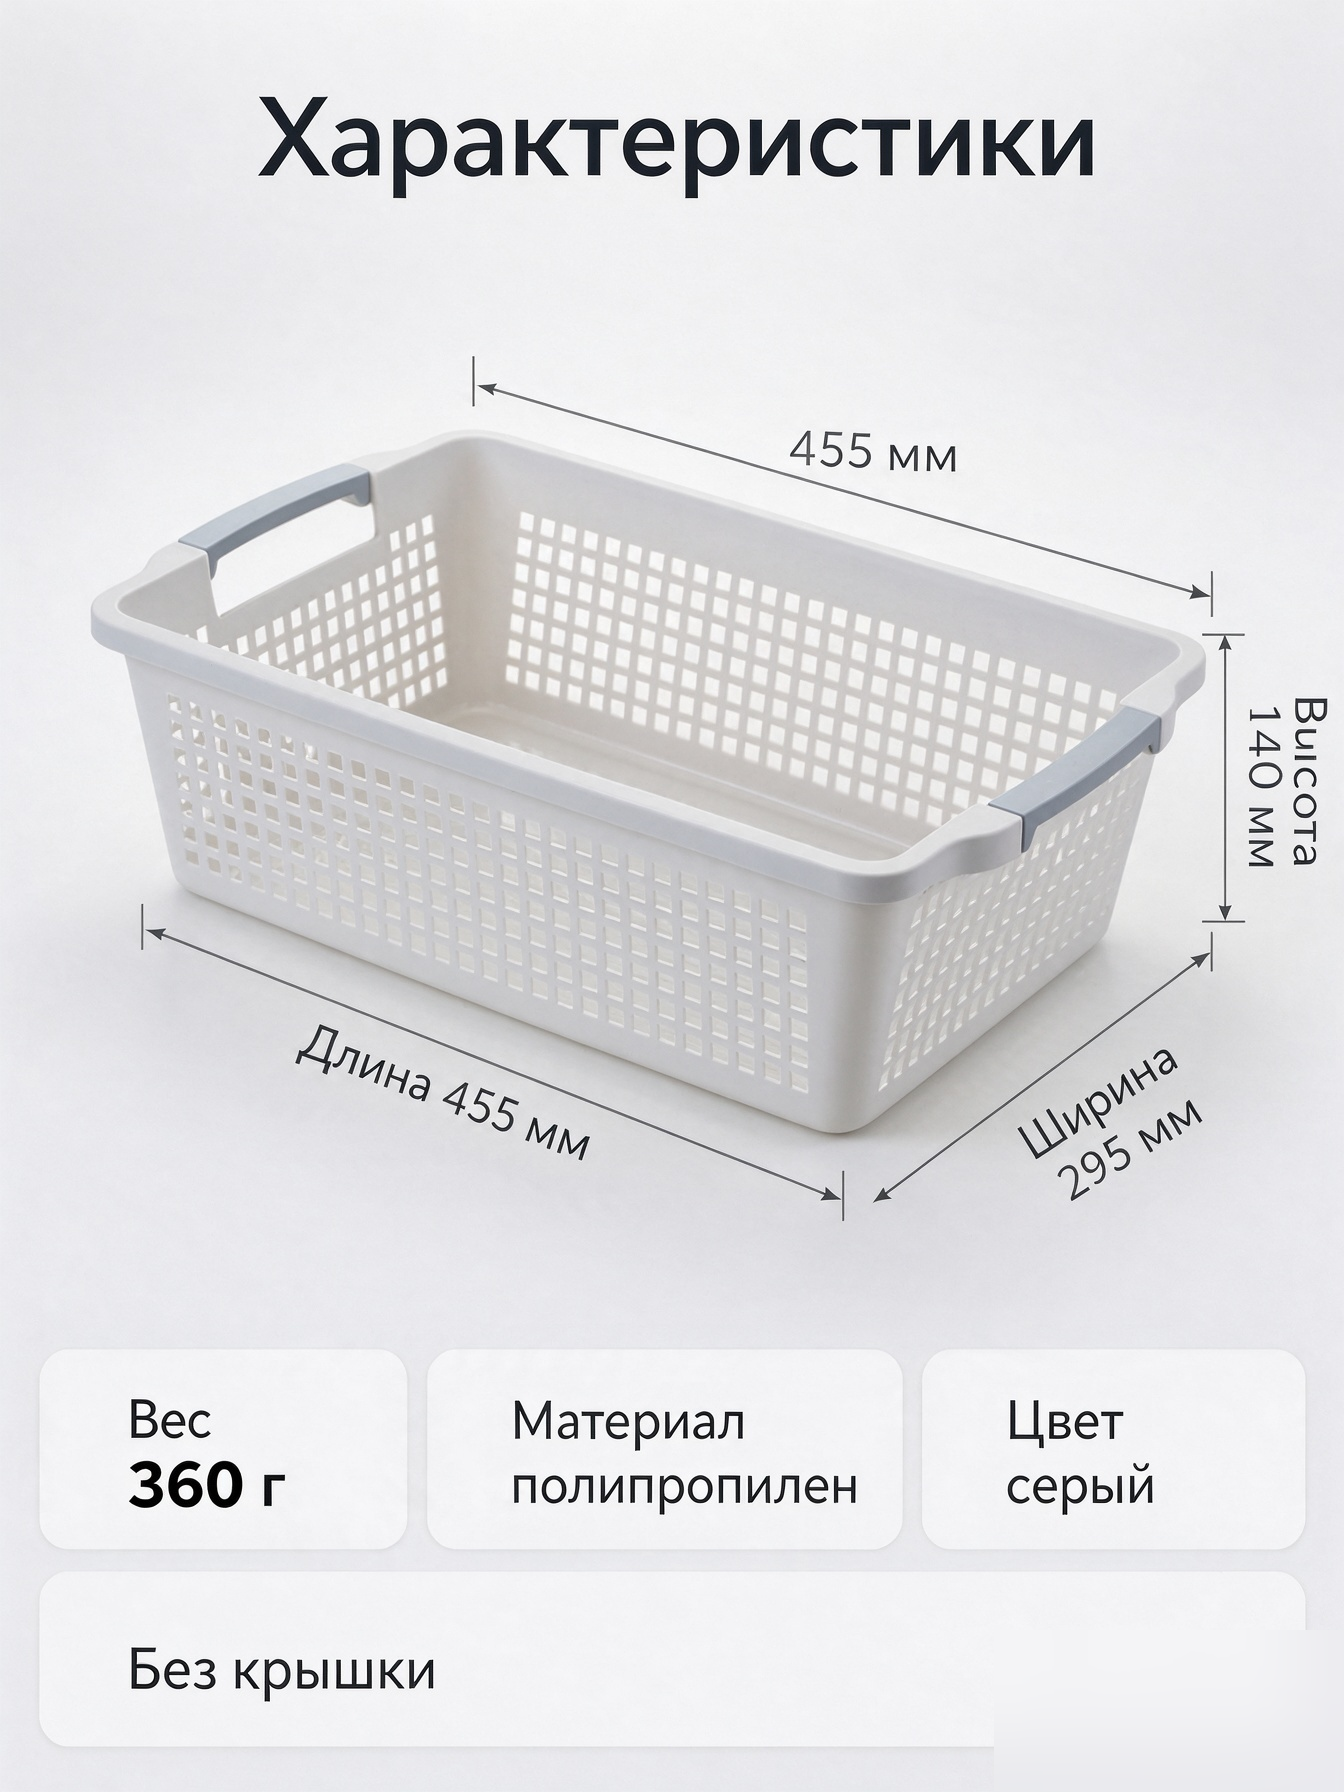 Характеристики
455 мм
Высота
140 мм
Длина 455 мм
Ширина
295 мм
Вес
360 г
Материал
полипропилен
Цвет
серый
Без крышки